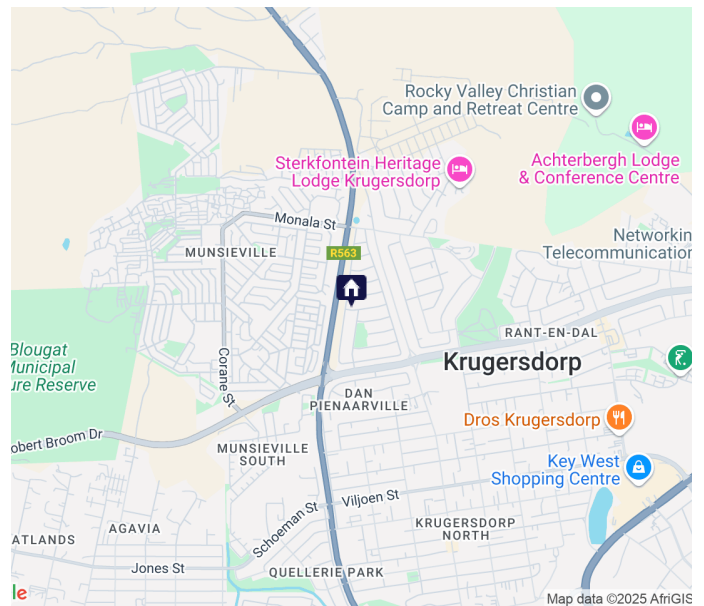 Rocky Valley Christian
Camp and Retreat Centre
Sterkfontein Heritage
Lodge Krugersdorp
Achterbergh Lodge
& Conference Centre
Monala St
Networkin
Telecommunication
MUNSIEVILLE
R563
RANT-EN-DAL
Blougat
Municipal
ure Reserve
Krugersdorp
Corane St
DAN
PIENAARVILLE
Dros Krugersdorp
obert Broom Dr
MUNSIEVILLE
SOUTH
Key West
Shopping Centre
Viljoen St
Schoeman St
AGAVIA
KRUGERSDORP
NORTH
ATLANDS
Jones St
QUELLERIE PARK
le
Map data ©2025 AfriGIS